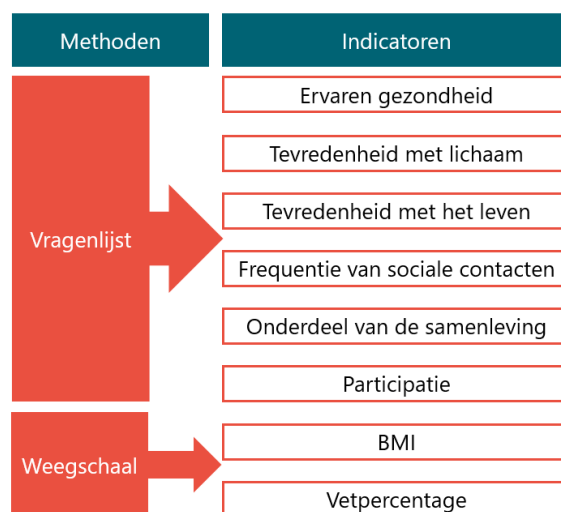 Methoden
Indicatoren
Vragenlijst
Ervaren gezondheid
Tevredenheid met lichaam
Tevredenheid met het leven
Frequentie van sociale contacten
Onderdeel van de samenleving
Participatie
Weegschaal
BMI
Vetpercentage